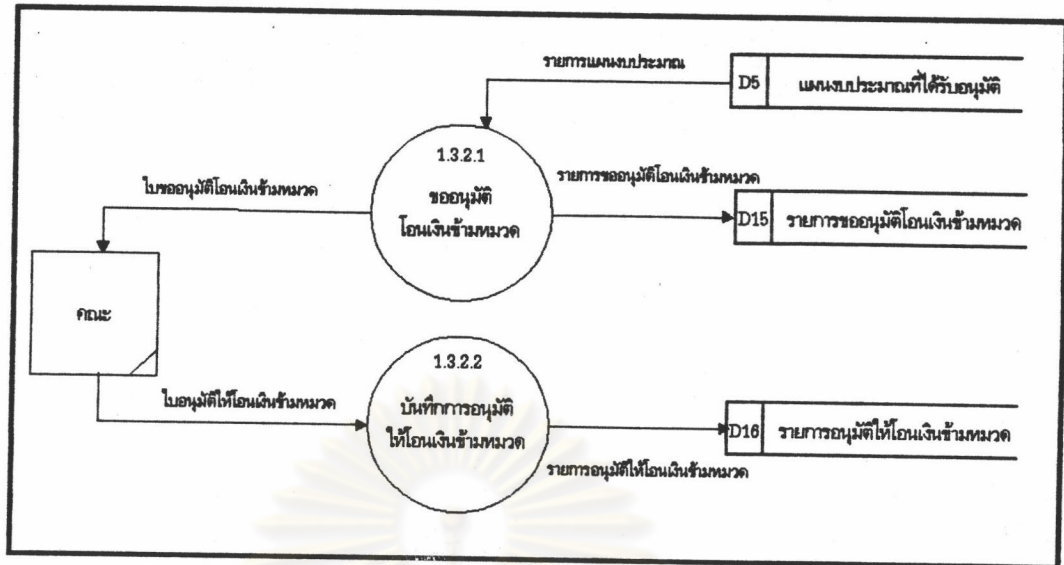 รายการแผนงบประมาณ
D5 แผนงบประมาณที่ได้รับอนุมัติ
1.3.2.1
ขออนุมัติ
โอนเงินข้ามหมวด
ใบขออนุมัติโอนเงินข้ามหมวด
รายการขออนุมัติโอนเงินข้ามหมวด
D15 รายการขออนุมัติโอนเงินข้ามหมวด
คณะ
1.3.2.2
บันทึกการอนุมัติ
ให้โอนเงินข้ามหมวด
ใบอนุมัติให้โอนเงินข้ามหมวด
D16 รายการอนุมัติให้โอนเงินข้ามหมวด
รายการอนุมัติให้โอนเงินข้ามหมวด